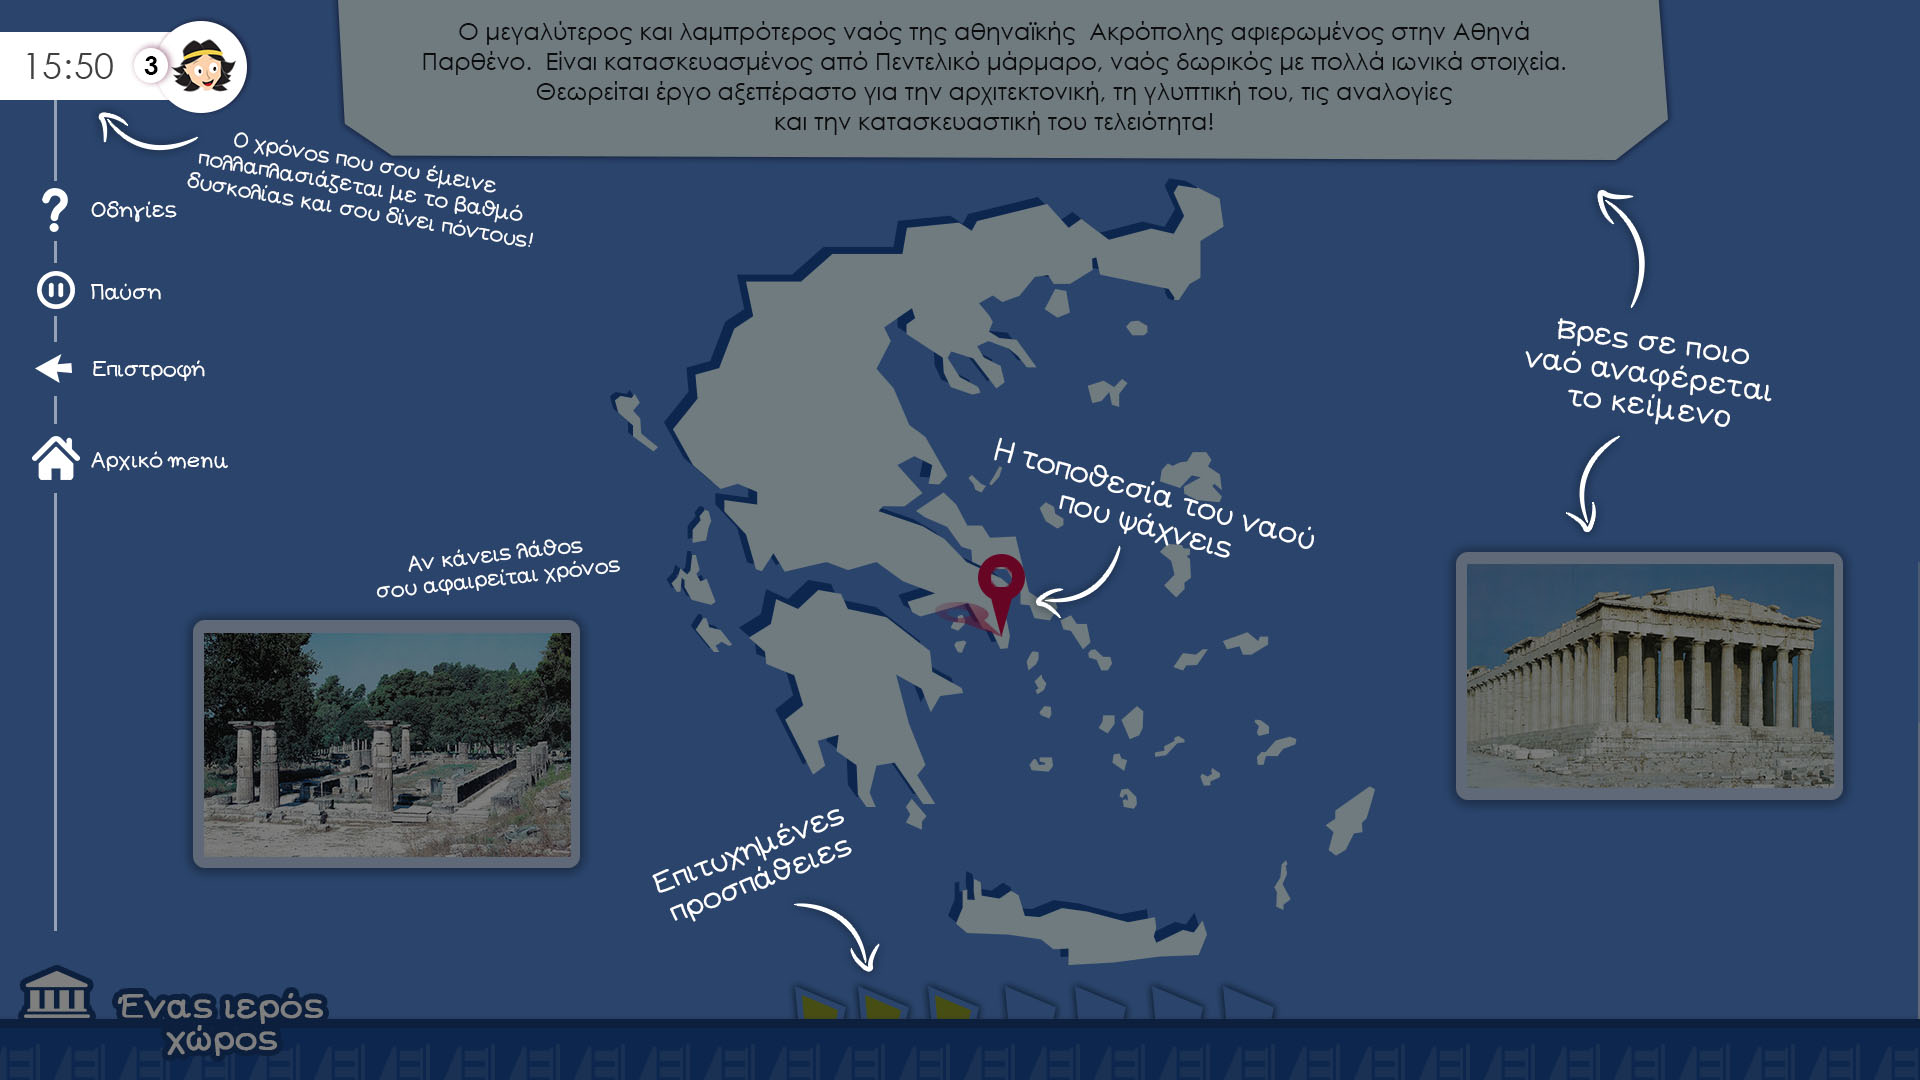 Ο μεγαλύτερος και λαμπρότερος ναός της αθηναϊκής Ακρόπολης αφιερωμένος στην Αθηνά
Παρθένο. Είναι κατασκευασμένος από Πεντελικό μάρμαρο, ναός δωρικός με πολλά ιωνικά στοιχεία.
Θεωρείται έργο αξεπέραστο για την αρχιτεκτονική, τη γλυπτική του, τις αναλογίες
και την κατασκευαστική του τελειότητα!
15:50
3
Ο χρόνος που σου έμεινε
πολλαπλασιάζεται με το βαθμό
δυσκολίας και σου δίνει πόντους!
Οδηγίες
Παύση
Επιστροφή
Αρχικό menu
Βρες σε ποιο
ναό αναφέρεται
το κείμενο
Η τοποθεσία του ναού
που ψάχνεις
Αν κάνεις λάθος
σου αφαιρείται χρόνος
Επιτυχημένες
προσπάθειες
Ένας ιερός
χώρος